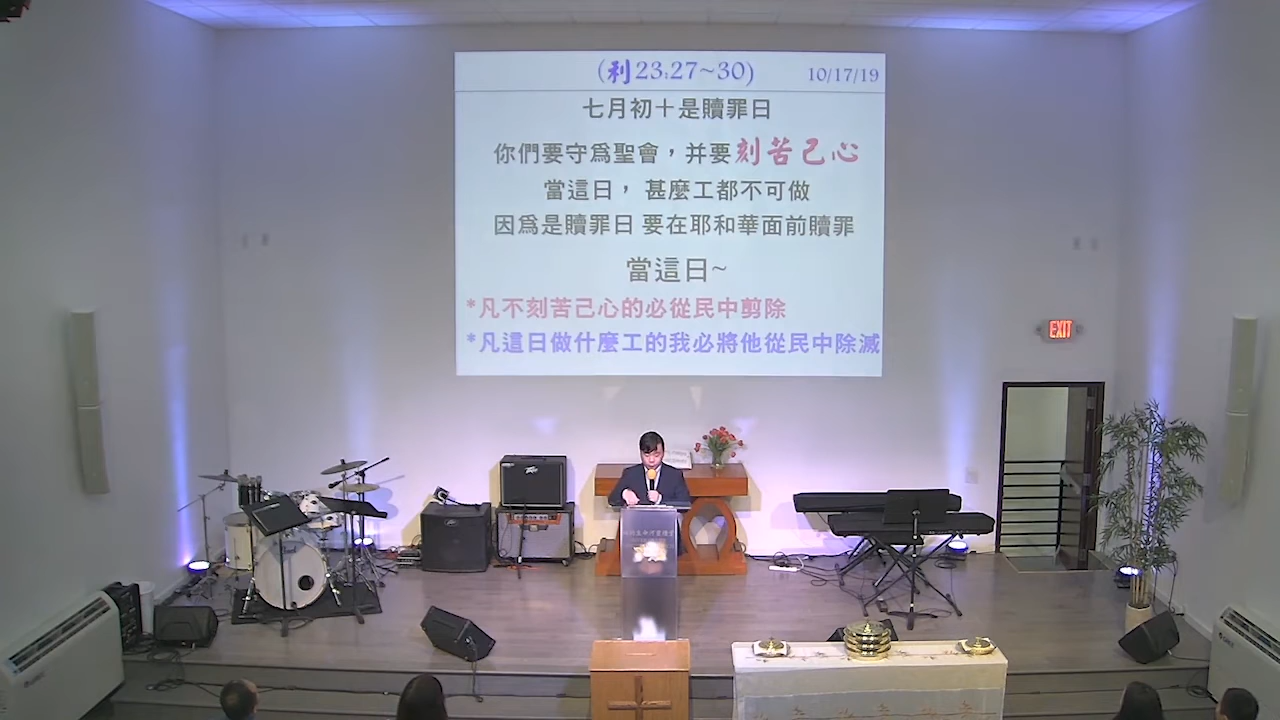 (利23:27~30) 10/17/19
七月初十是贖罪日
你們要守爲聖會，并要刻苦己心
當這日， 甚麼工都不可做
因爲是贖罪日 要在耶和華面前贖罪
當這日~
*凡不刻苦己心的必從民中剪除
*凡這日做什麼工的我必將他從民中除滅
EXIT
PEAVEY